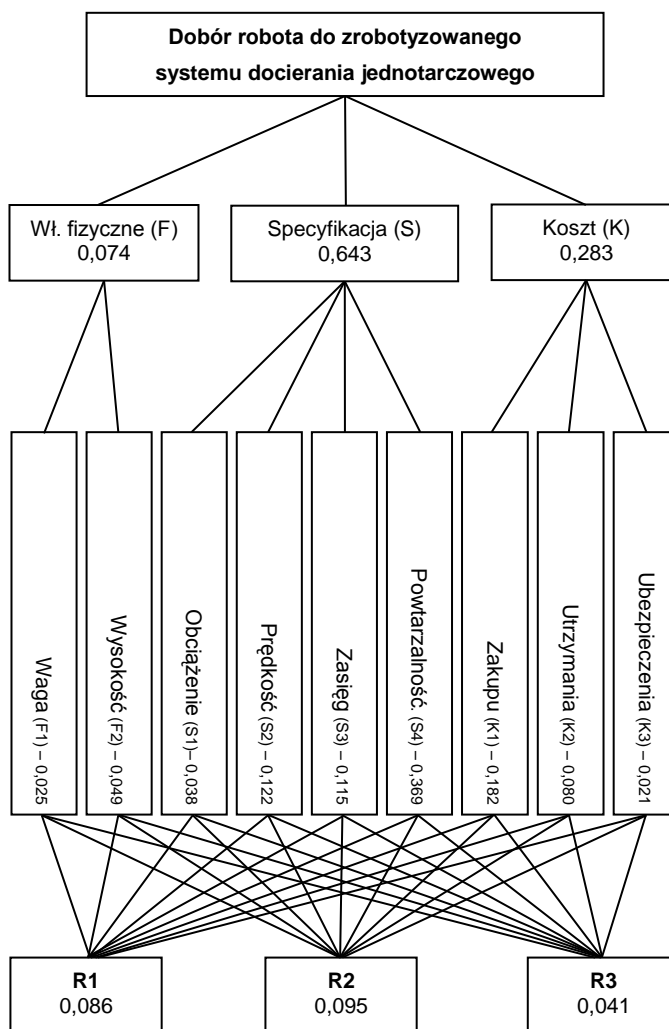 Dobór robota do zrobotyzowanego
systemu docierania jednotarczowego
Wł. fizyczne (F)
0,074
Specyfikacja (S)
0,643
Koszt (K)
0,283
Waga (F1) – 0,025
Wysokość (F2) – 0,049
Obciążenie (S1)– 0,038
Prędkość (S2) – 0,122
Zasięg (S3) – 0,115
Powtarzalność. (S4) – 0,369
Zakupu (K1) – 0,182
Utrzymania (K2) – 0,080
Ubezpieczenia (K3) – 0,021
R1
0,086
R2
0,095
R3
0,041